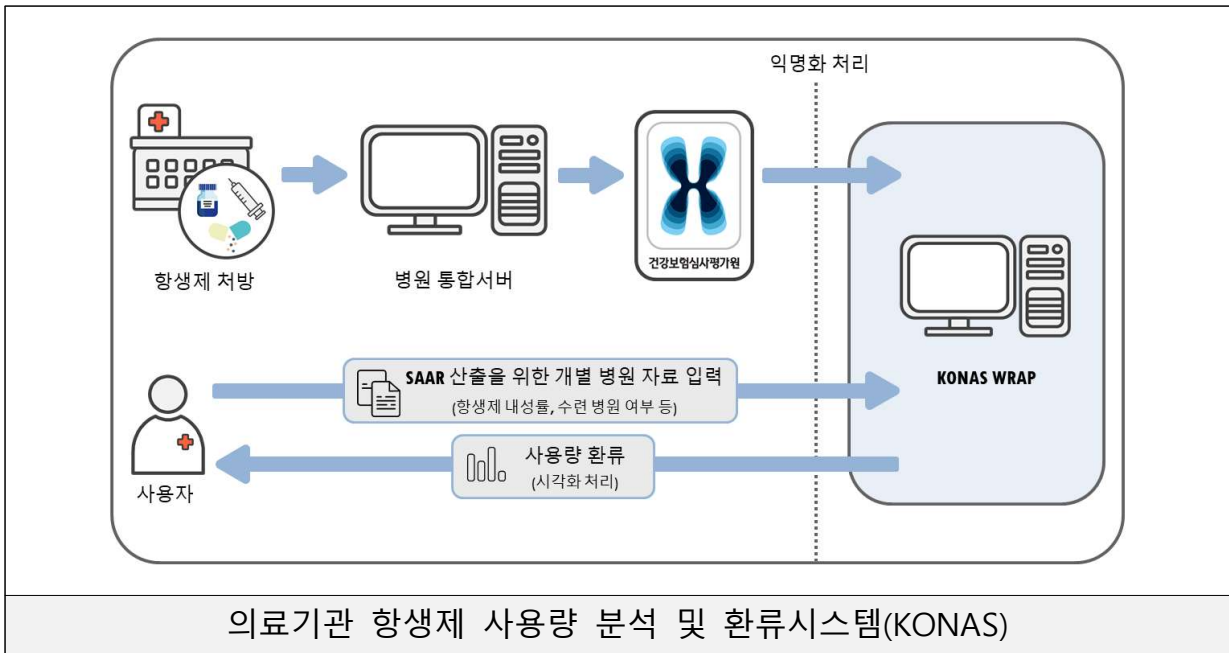 익명화 처리
건강보험심사평가원
항생제 처방
병원 통합서버
SAAR 산출을 위한 개별 병원 자료 입력
(항생제 내성률, 수련 병원 여부 등)
KONAS WRAP
사용량 환류
(시각화 처리)
사용자
의료기관 항생제 사용량 분석 및 환류시스템(KONAS)